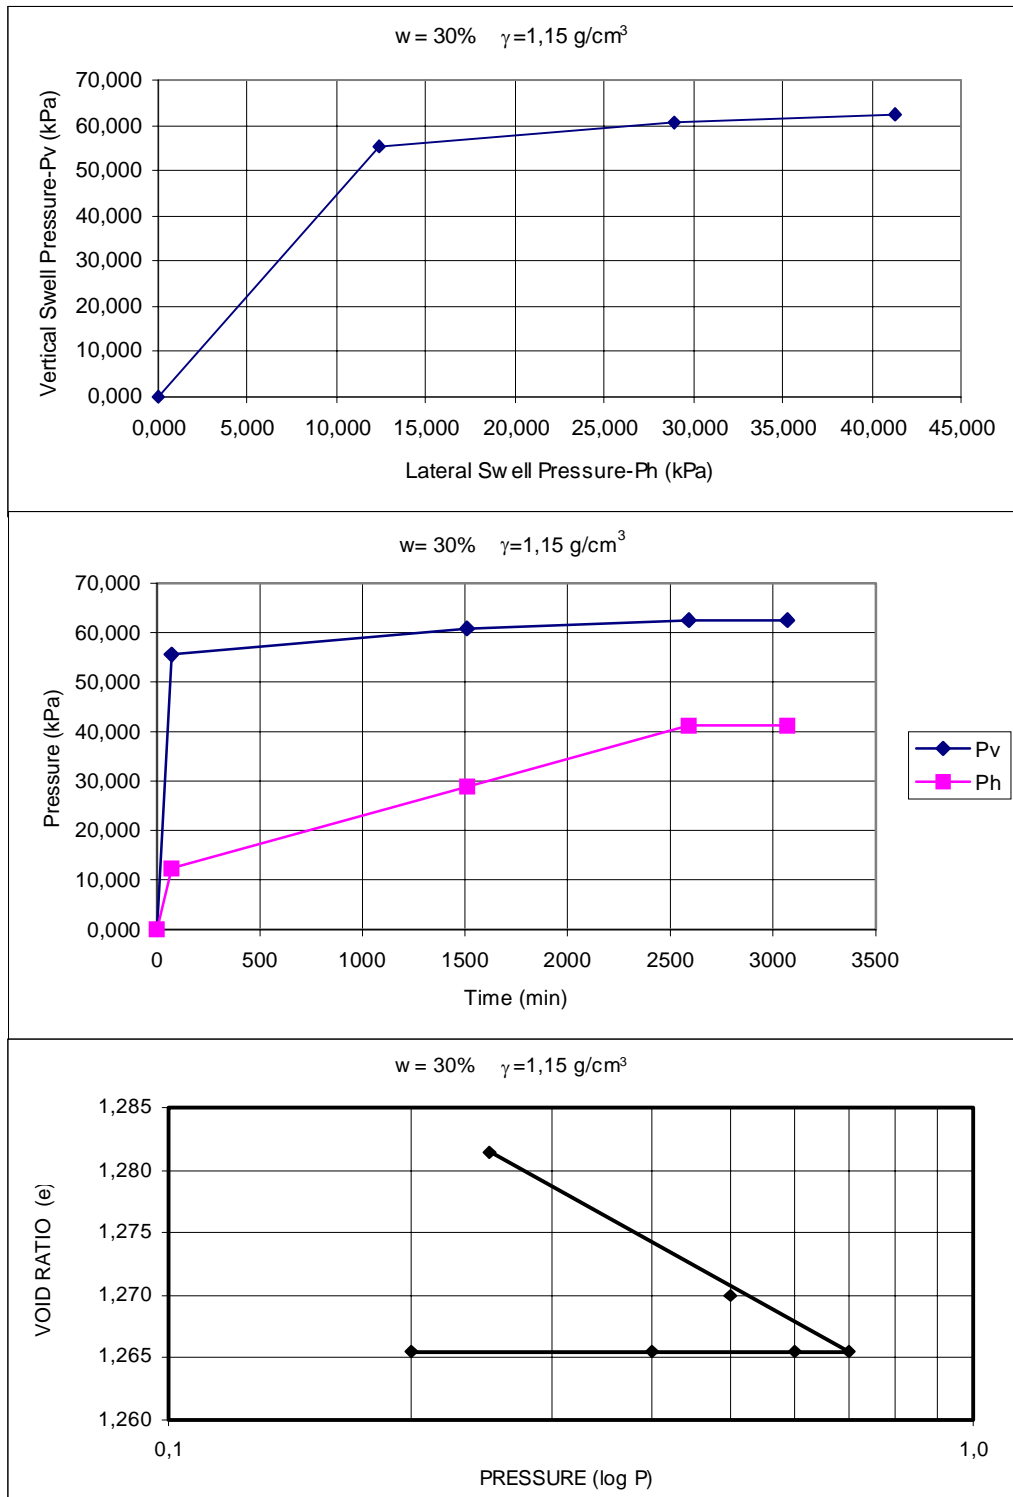 w = 30% γ=1,15 g/cm³
70,000
60,000
50,000
40,000
30,000
20,000
10,000
0,000
Vertical Swell Pressure-Pv (kPa)
0,000 5,000 10,000 15,000 20,000 25,000 30,000 35,000 40,000 45,000
Lateral Swell Pressure-Ph (kPa)
w= 30% γ=1,15 g/cm³
70,000
60,000
50,000
40,000
30,000
20,000
10,000
0,000
Pressure (kPa)
0 500 1000 1500 2000 2500 3000 3500
Time (min)
Pv
Ph
w = 30% γ=1,15 g/cm³
1,285
1,280
1,275
1,270
1,265
1,260
VOID RATIO (e)
0,1 1,0
PRESSURE (log P)